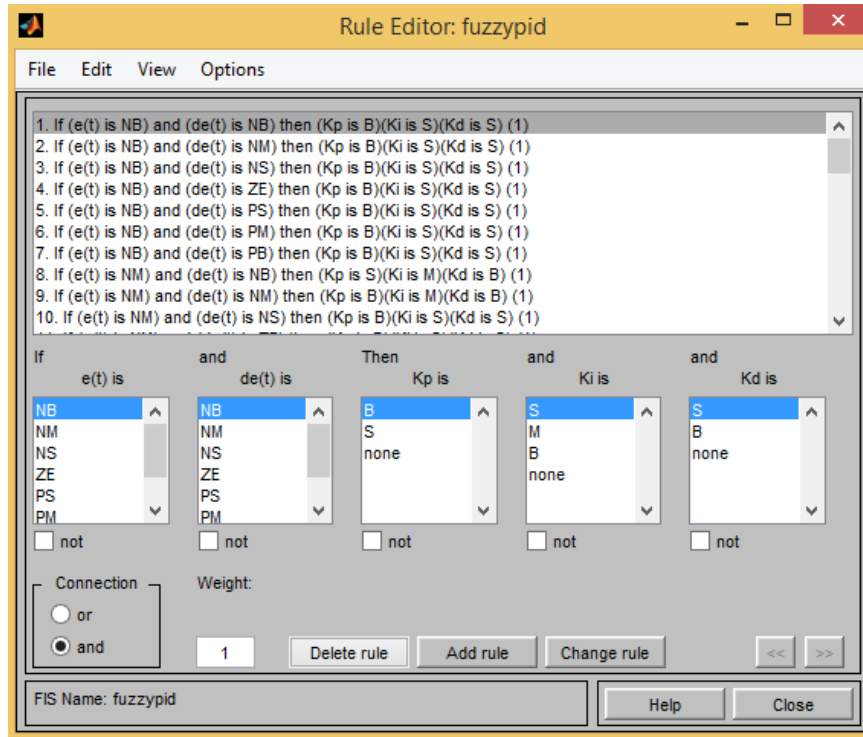 Rule Editor: fuzzypid
File Edit View Options
1. If (e(t) is NB) and (de(t) is NB) then (Kp is B)(Ki is S)(Kd is S) (1)
2. If (e(t) is NB) and (de(t) is NM) then (Kp is B)(Ki is S)(Kd is S) (1)
3. If (e(t) is NB) and (de(t) is NS) then (Kp is B)(Ki is S)(Kd is S) (1)
4. If (e(t) is NB) and (de(t) is ZE) then (Kp is B)(Ki is S)(Kd is S) (1)
5. If (e(t) is NB) and (de(t) is PS) then (Kp is B)(Ki is S)(Kd is S) (1)
6. If (e(t) is NB) and (de(t) is PM) then (Kp is B)(Ki is S)(Kd is S) (1)
7. If (e(t) is NB) and (de(t) is PB) then (Kp is B)(Ki is S)(Kd is S) (1)
8. If (e(t) is NM) and (de(t) is NB) then (Kp is S)(Ki is M)(Kd is B) (1)
9. If (e(t) is NM) and (de(t) is NM) then (Kp is B)(Ki is M)(Kd is B) (1)
10. If (e(t) is NM) and (de(t) is NS) then (Kp is B)(Ki is S)(Kd is S) (1)
If and Then and and
e(t) is de(t) is Kp is Ki is Kd is
NB NB B S S
NM NM S M B
NS NS none B none
ZE ZE none
PS PS
PM PM
not not not not not
Connection Weight:
or
and 1 Delete rule Add rule Change rule << >>
FIS Name: fuzzypid Help Close